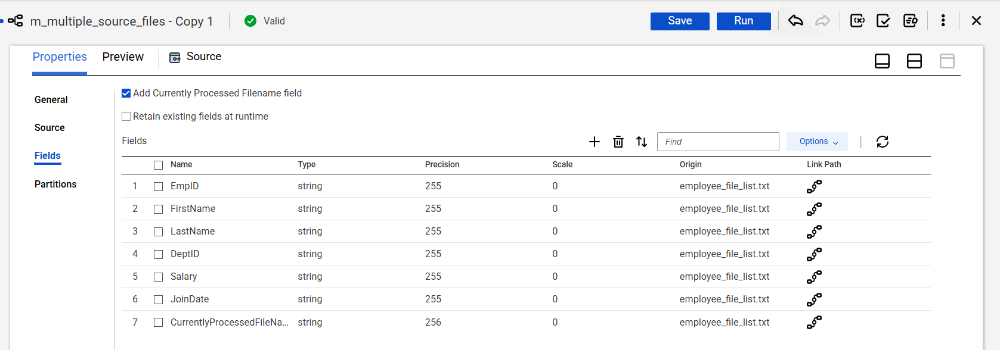 m_multiple_source_files - Copy 1 Valid Save Run
Properties Preview Source
General
Source
Fields
Partitions
Add Currently Processed Filename field
Retain existing fields at runtime
Fields Find Options
Name Type Precision Scale Origin Link Path
1 EmpID string 255 0 employee_file_list.txt
2 FirstName string 255 0 employee_file_list.txt
3 LastName string 255 0 employee_file_list.txt
4 DeptID string 255 0 employee_file_list.txt
5 Salary string 255 0 employee_file_list.txt
6 JoinDate string 255 0 employee_file_list.txt
7 CurrentlyProcessedFileNa... string 256 0 employee_file_list.txt